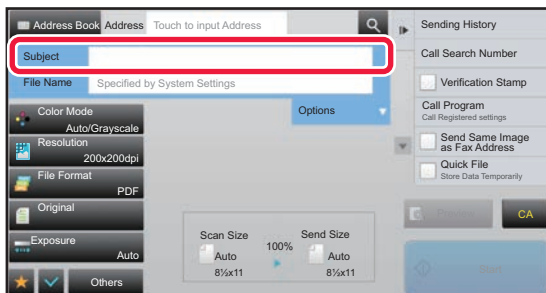 Address Book Address Touch to input Address
Subject
File Name Specified by System Settings
Options
Color Mode
Auto/Grayscale
Resolution
200x200dpi
File Format
PDF
Original
Exposure
Auto
Others
Scan Size
Auto
8½x11
100%
Send Size
Auto
8½x11
Sending History
Call Search Number
Verification Stamp
Call Program
Call Registered settings
Send Same Image
as Fax Address
Quick File
Store Data Temporarily
Preview
CA
Start